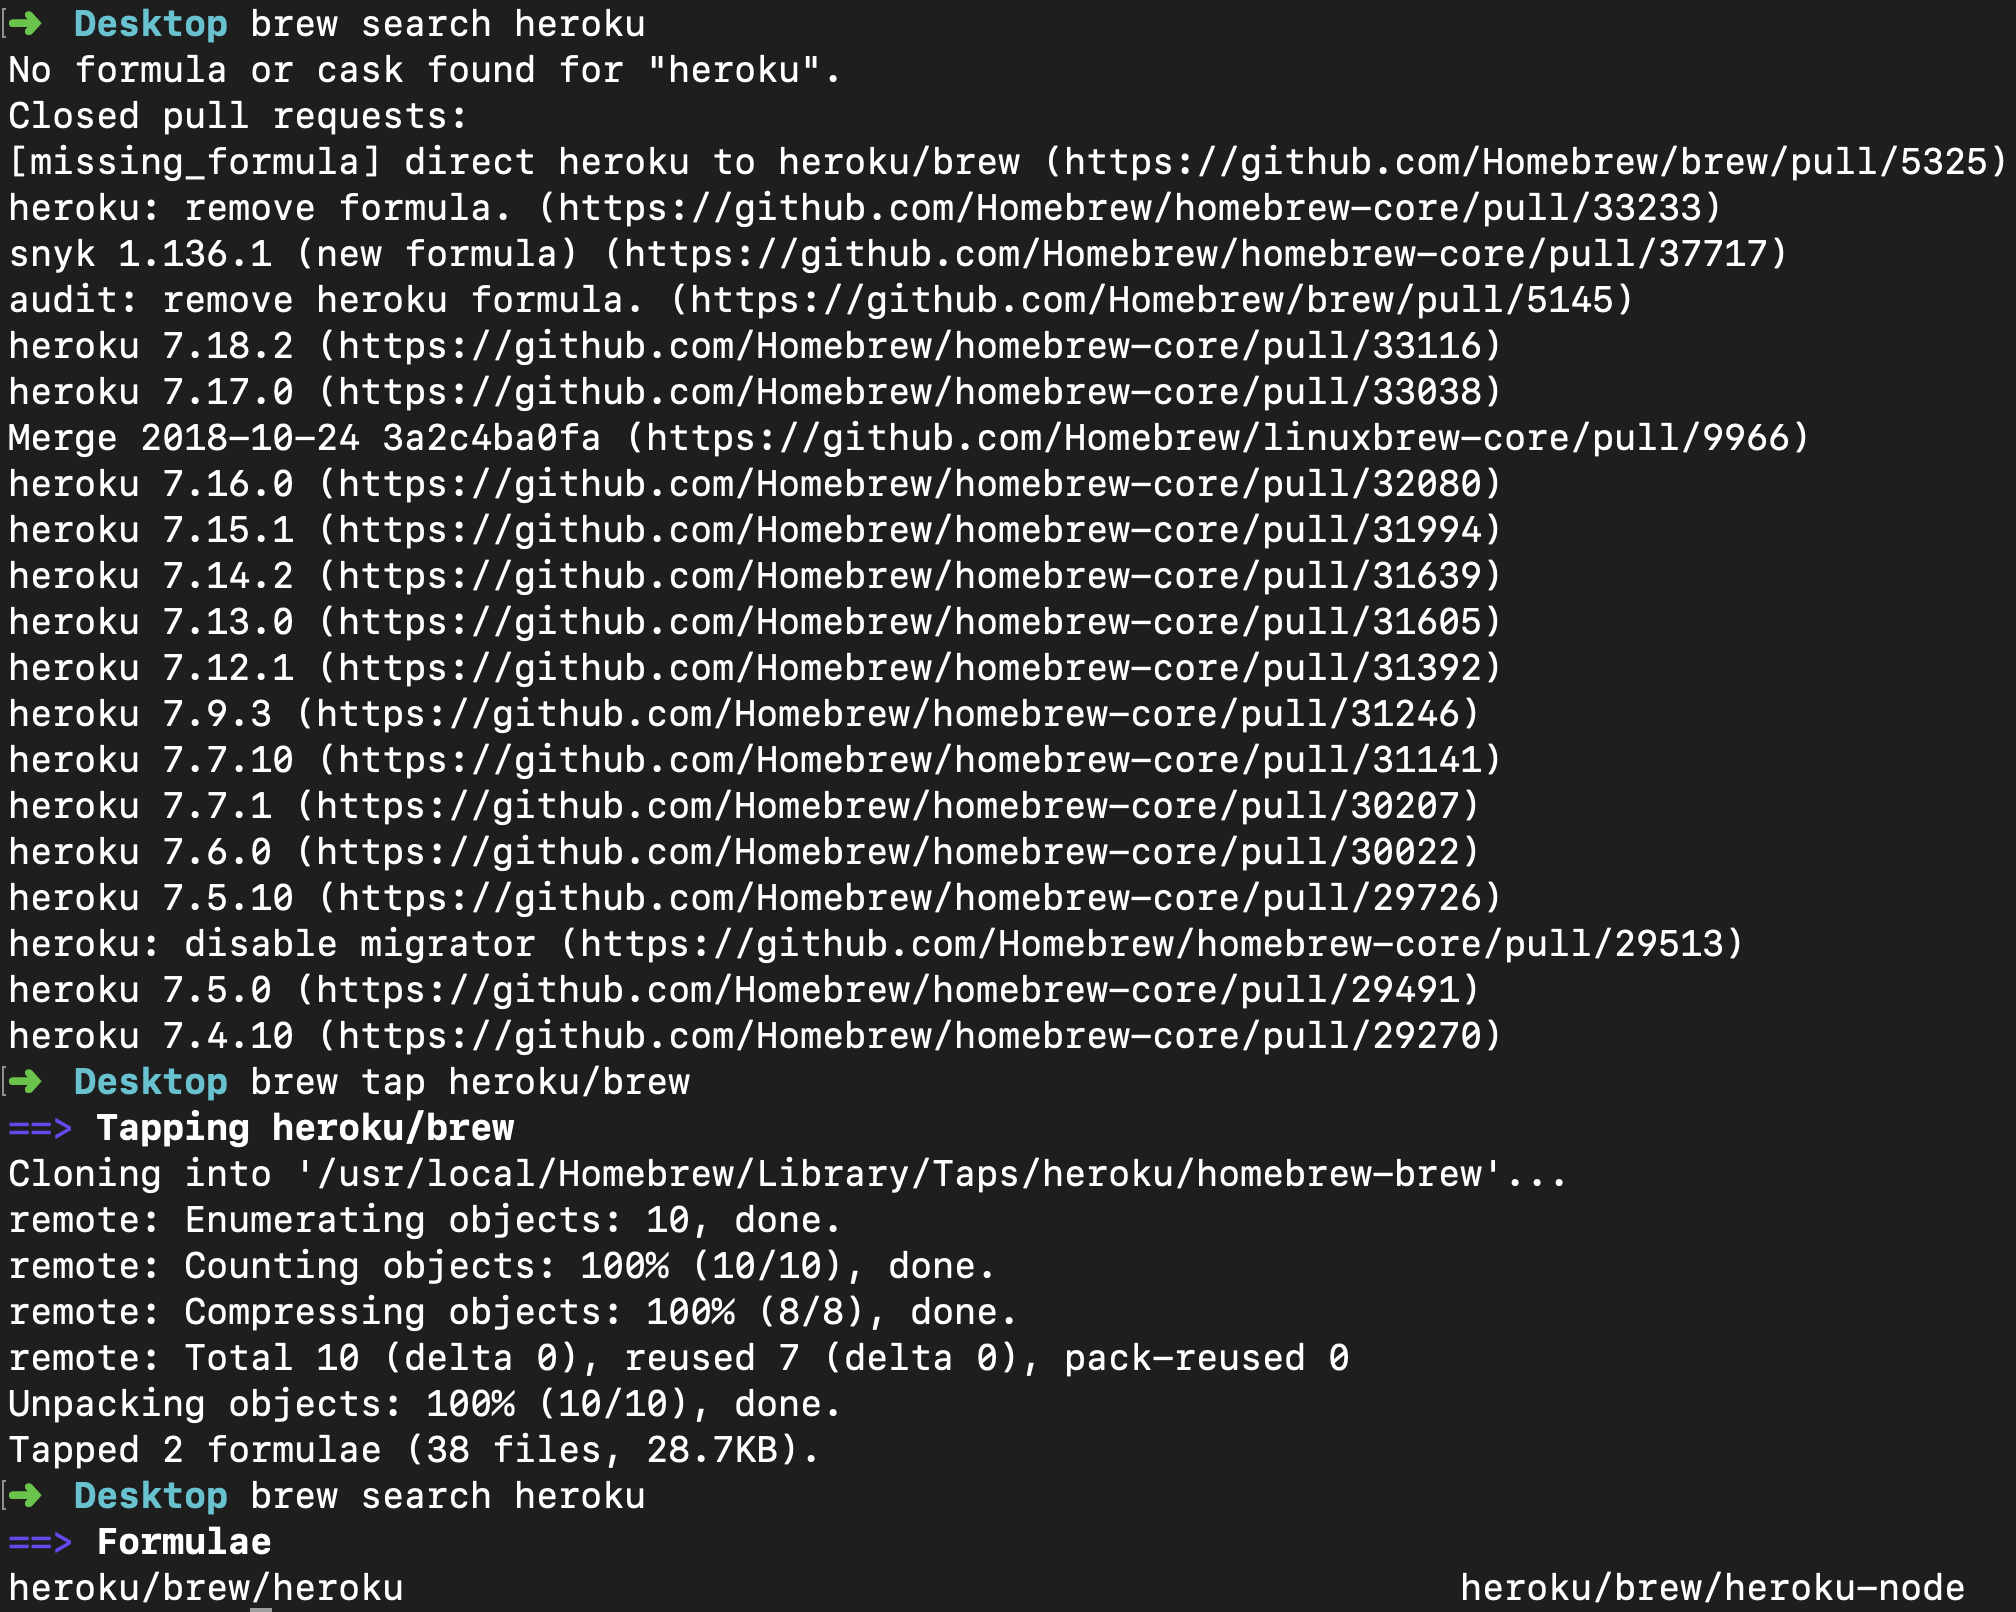 ➜ Desktop brew search heroku
No formula or cask found for "heroku".
Closed pull requests:
[missing_formula] direct heroku to heroku/brew (https://github.com/Homebrew/brew/pull/5325)
heroku: remove formula. (https://github.com/Homebrew/homebrew-core/pull/33233)
snyk 1.136.1 (new formula) (https://github.com/Homebrew/homebrew-core/pull/37717)
audit: remove heroku formula. (https://github.com/Homebrew/brew/pull/5145)
heroku 7.18.2 (https://github.com/Homebrew/homebrew-core/pull/33116)
heroku 7.17.0 (https://github.com/Homebrew/homebrew-core/pull/33038)
Merge 2018-10-24 3a2c4ba0fa (https://github.com/Homebrew/linuxbrew-core/pull/9966)
heroku 7.16.0 (https://github.com/Homebrew/homebrew-core/pull/32080)
heroku 7.15.1 (https://github.com/Homebrew/homebrew-core/pull/31994)
heroku 7.14.2 (https://github.com/Homebrew/homebrew-core/pull/31639)
heroku 7.13.0 (https://github.com/Homebrew/homebrew-core/pull/31605)
heroku 7.12.1 (https://github.com/Homebrew/homebrew-core/pull/31392)
heroku 7.9.3 (https://github.com/Homebrew/homebrew-core/pull/31246)
heroku 7.7.10 (https://github.com/Homebrew/homebrew-core/pull/31141)
heroku 7.7.1 (https://github.com/Homebrew/homebrew-core/pull/30207)
heroku 7.6.0 (https://github.com/Homebrew/homebrew-core/pull/30022)
heroku 7.5.10 (https://github.com/Homebrew/homebrew-core/pull/29726)
heroku: disable migrator (https://github.com/Homebrew/homebrew-core/pull/29513)
heroku 7.5.0 (https://github.com/Homebrew/homebrew-core/pull/29491)
heroku 7.4.10 (https://github.com/Homebrew/homebrew-core/pull/29270)
➜ Desktop brew tap heroku/brew
==> Tapping heroku/brew
Cloning into '/usr/local/Homebrew/Library/Taps/heroku/homebrew-brew'...
remote: Enumerating objects: 10, done.
remote: Counting objects: 100% (10/10), done.
remote: Compressing objects: 100% (8/8), done.
remote: Total 10 (delta 0), reused 7 (delta 0), pack-reused 0
Unpacking objects: 100% (10/10), done.
Tapped 2 formulae (38 files, 28.7KB).
➜ Desktop brew search heroku
==> Formulae
heroku/brew/heroku heroku/brew/heroku-node